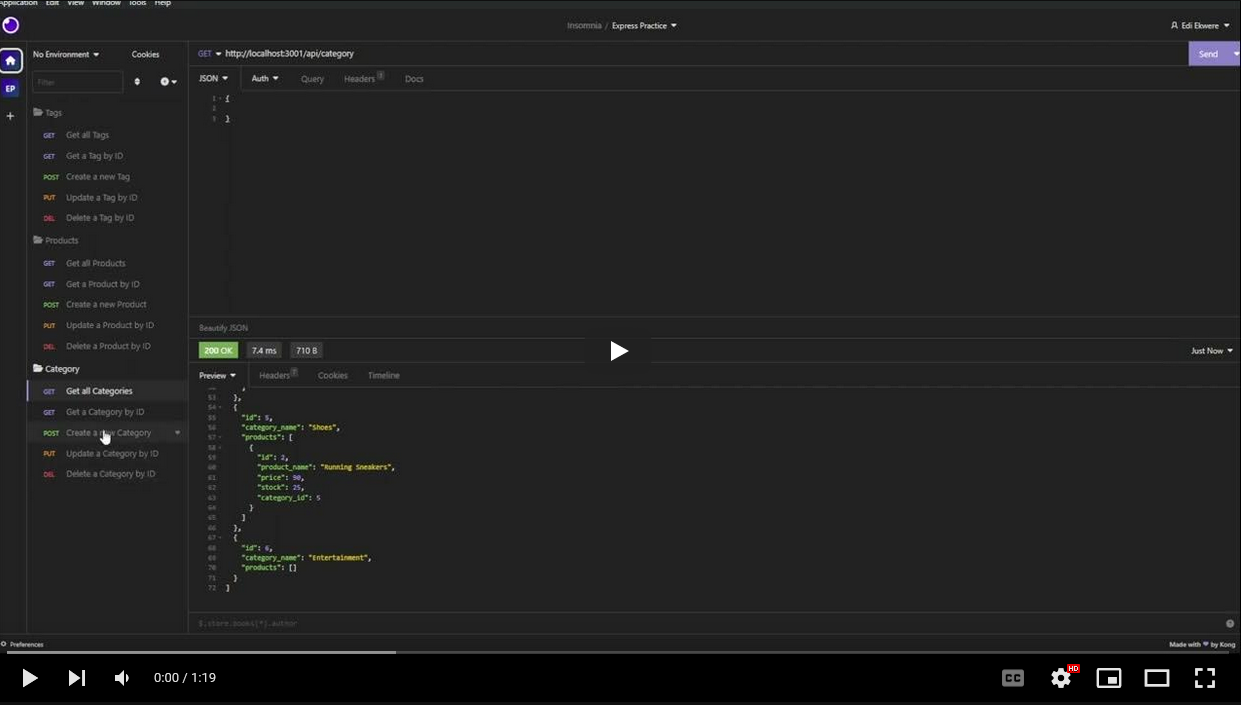 Application Edit View Window Tools Help
Insomnia / Express Practice
Edi Ekwere
No Environment
Cookies
GET http://localhost:3001/api/category
Send
EP
Filter
JSON
Auth
Query
Headers 1
Docs
1 {
2
3 }
Tags
GET Get all Tags
GET Get a Tag by ID
POST Create a new Tag
PUT Update a Tag by ID
DEL Delete a Tag by ID
Products
GET Get all Products
GET Get a Product by ID
POST Create a new Product
PUT Update a Product by ID
DEL Delete a Product by ID
Category
GET Get all Categories
GET Get a Category by ID
POST Create a new Category
PUT Update a Category by ID
DEL Delete a Category by ID
Beautify JSON
200 OK
7.4 ms
710 B
Just Now
Preview
Headers 7
Cookies
Timeline
53 },
54 {
55 "id": 5,
56 "category_name": "Shoes",
57 "products": [
58 {
59 "id": 2,
60 "product_name": "Running Sneakers",
61 "price": 90,
62 "stock": 25,
63 "category_id": 5
64 }
65 ]
66 },
67 {
68 "id": 6,
69 "category_name": "Entertainment",
70 "products": []
71 }
72 ]
$.store.books[*].author
Preferences
Made with ♥ by Kong
0:00 / 1:19
CC
HD